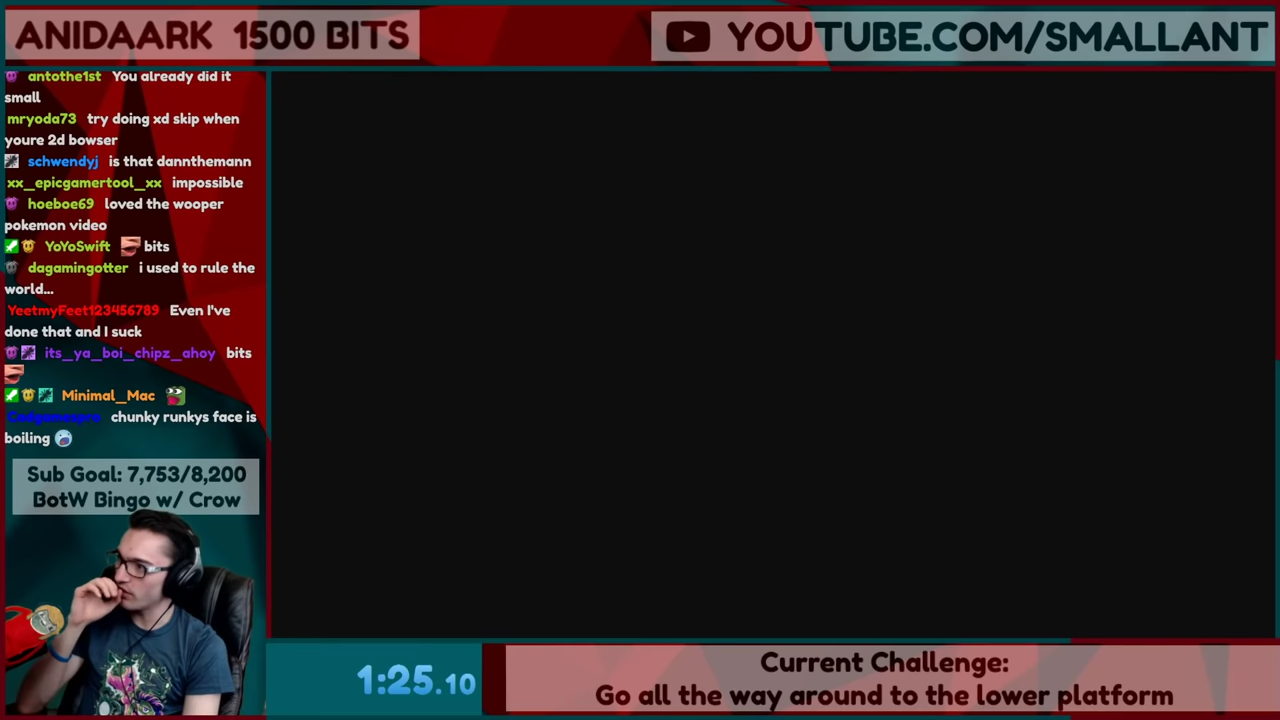 ANIDAARK 1500 BITS
YOUTUBE.COM/SMALLANT
antothe1st You already did it
small
mryoda73 try doing xd skip when
youre 2d bowser
schwendyj is that dannthemann
xx_epicgamertool_xx impossible
hoeboe69 loved the wooper
pokemon video
YoYoSwift bits
dagamingotter i used to rule the
world...
YeetmyFeet123456789 Even I've
done that and I suck
its_ya_boi_chipz_ahoy bits
Minimal_Mac
chunky runkys face is
boiling
Sub Goal: 7,753/8,200
BotW Bingo w/ Crow
1:25.10
Current Challenge:
Go all the way around to the lower platform